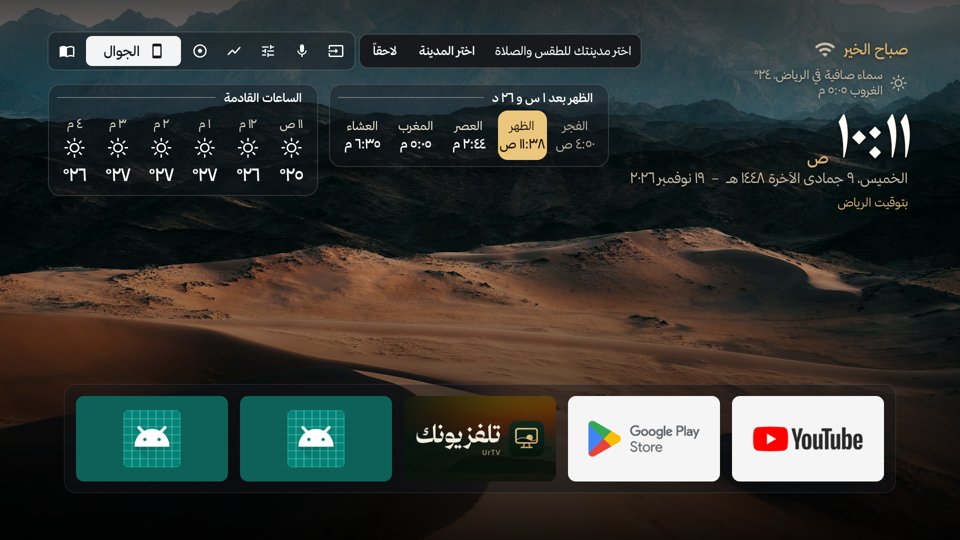 صباح الخير
سماء صافية في الرياض، ٢٤°
الغروب ٥:٠٥ م
١٠:١١ ص
الخميس، ٩ جمادى الآخرة ١٤٤٨ هـ – ١٩ نوفمبر ٢٠٢٦
بتوقيت الرياض
اختر مدينتك للطقس والصلاة اختر المدينة لاحقاً
الجوال
الظهر بعد ١ س و ٢٦ د
الفجر الظهر العصر المغرب العشاء
٤:٥٠ ص ١١:٣٨ ص ٢:٤٤ م ٥:٠٥ م ٦:٣٥ م
الساعات القادمة
١١ ص ١٢ م ١ م ٢ م ٣ م ٤ م
٢٥° ٢٦° ٢٧° ٢٧° ٢٧° ٢٦°
YouTube
Google Play
Store
تلفزيونك
UrTV